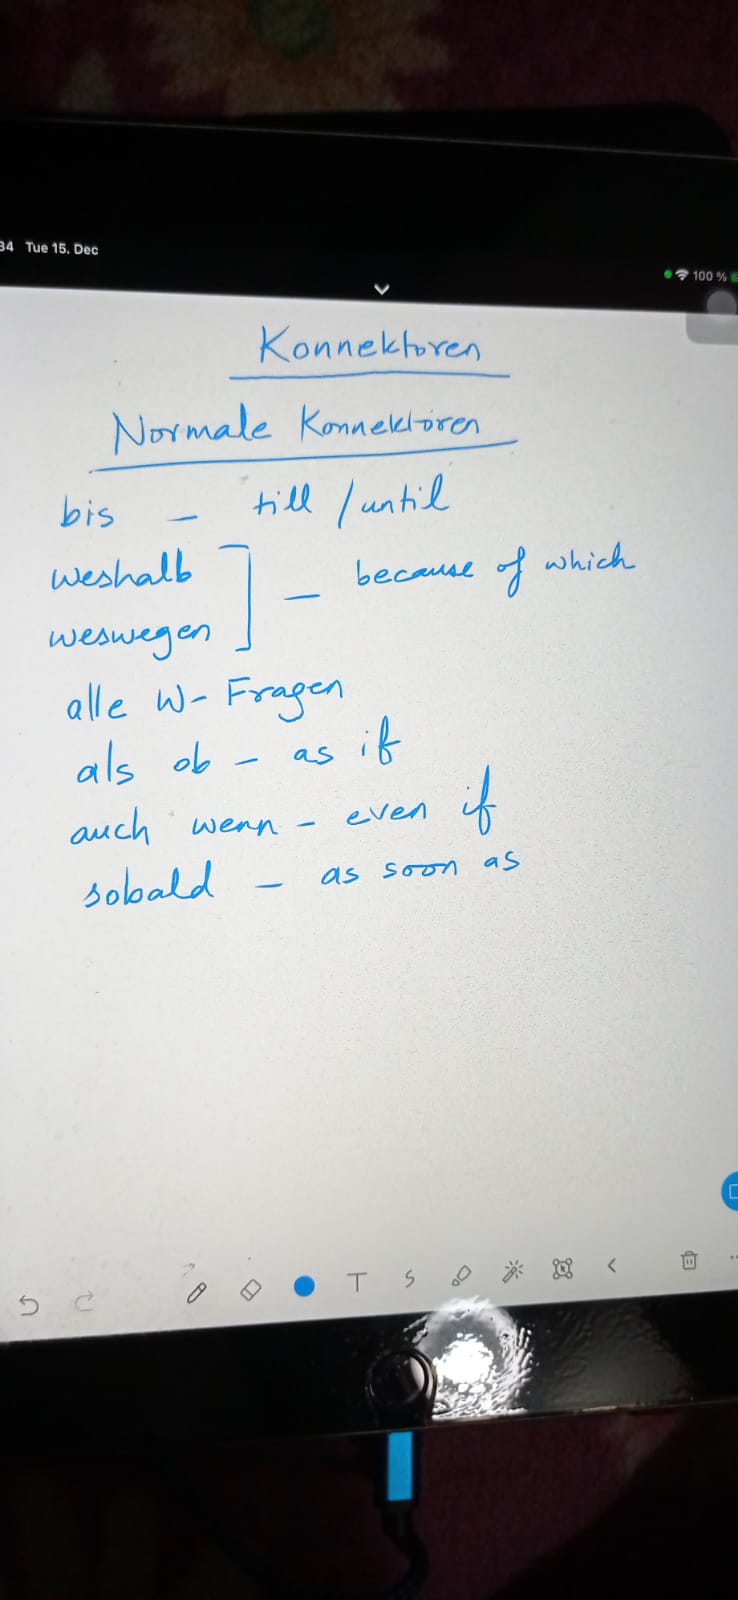 34 Tue 15. Dec
100 %
Konnektoren
Normale Konnektoren
bis - till / until
weshalb
weswegen
] - because of which
alle W-Fragen
als ob - as if
auch wenn - even if
sobald - as soon as
T